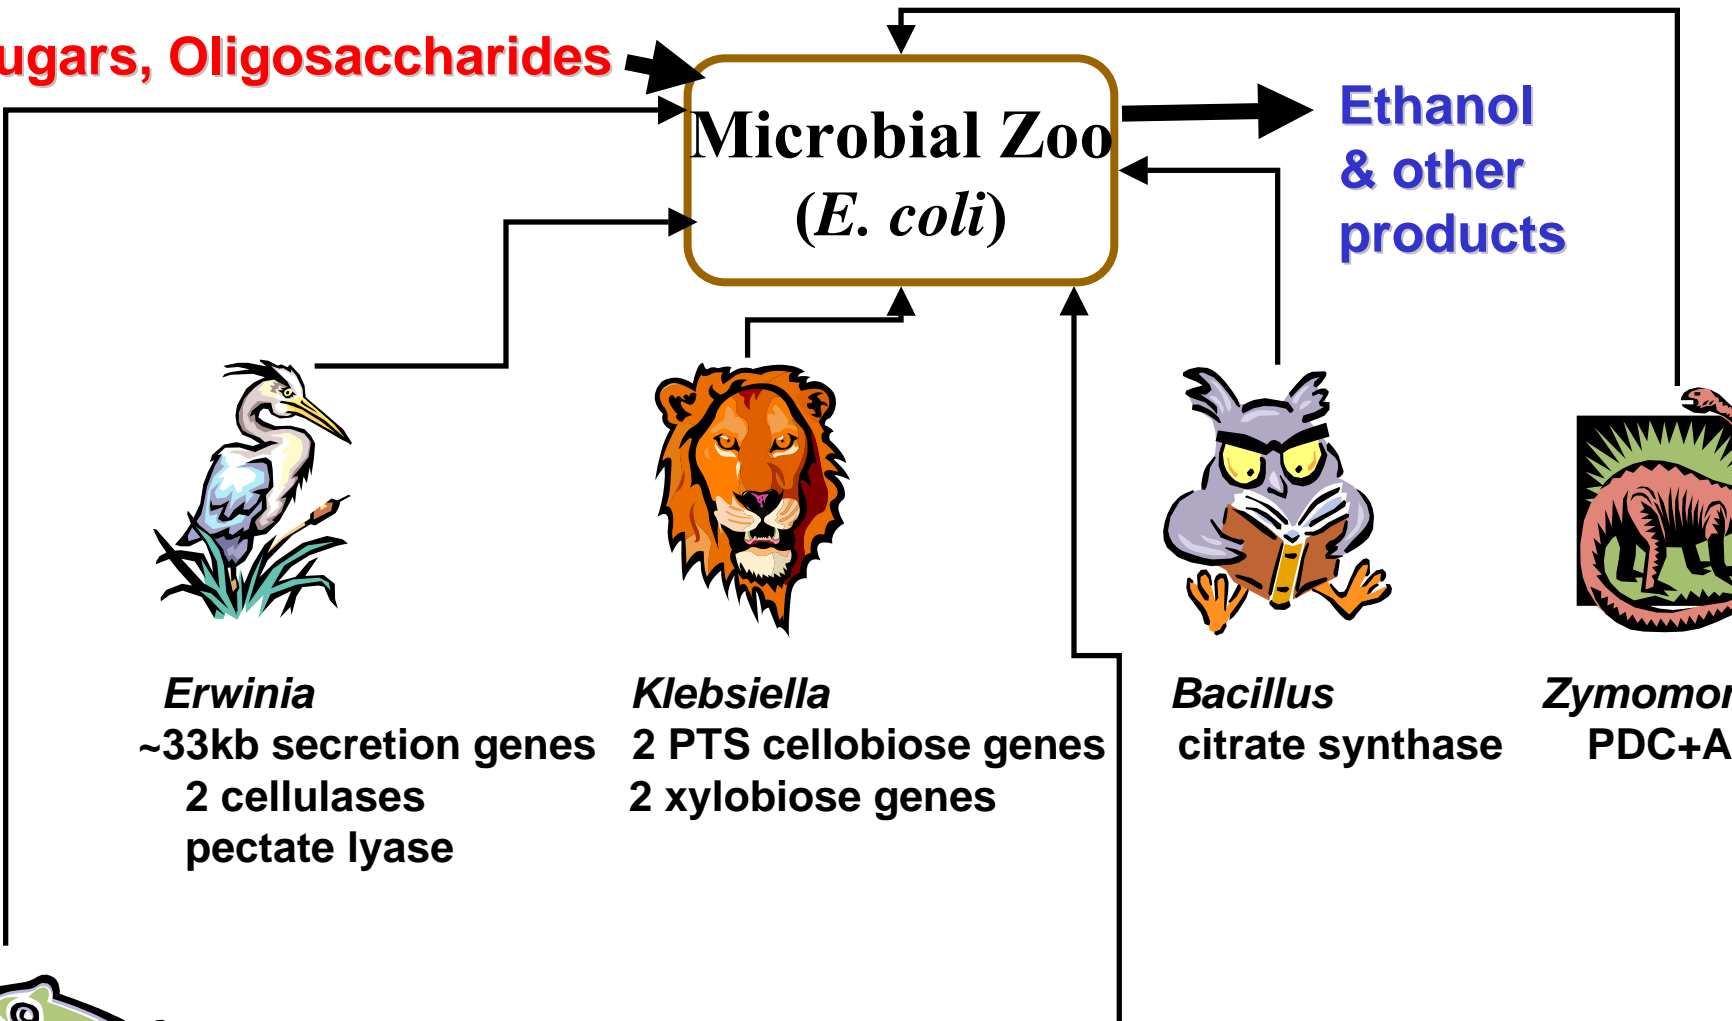 ugars, Oligosaccharides
Microbial Zoo
(E. coli)
Ethanol
& other
products
Erwinia
~33kb secretion genes
2 cellulases
pectate lyase
Klebsiella
2 PTS cellobiose genes
2 xylobiose genes
Bacillus
citrate synthase
Zymomon
PDC+A